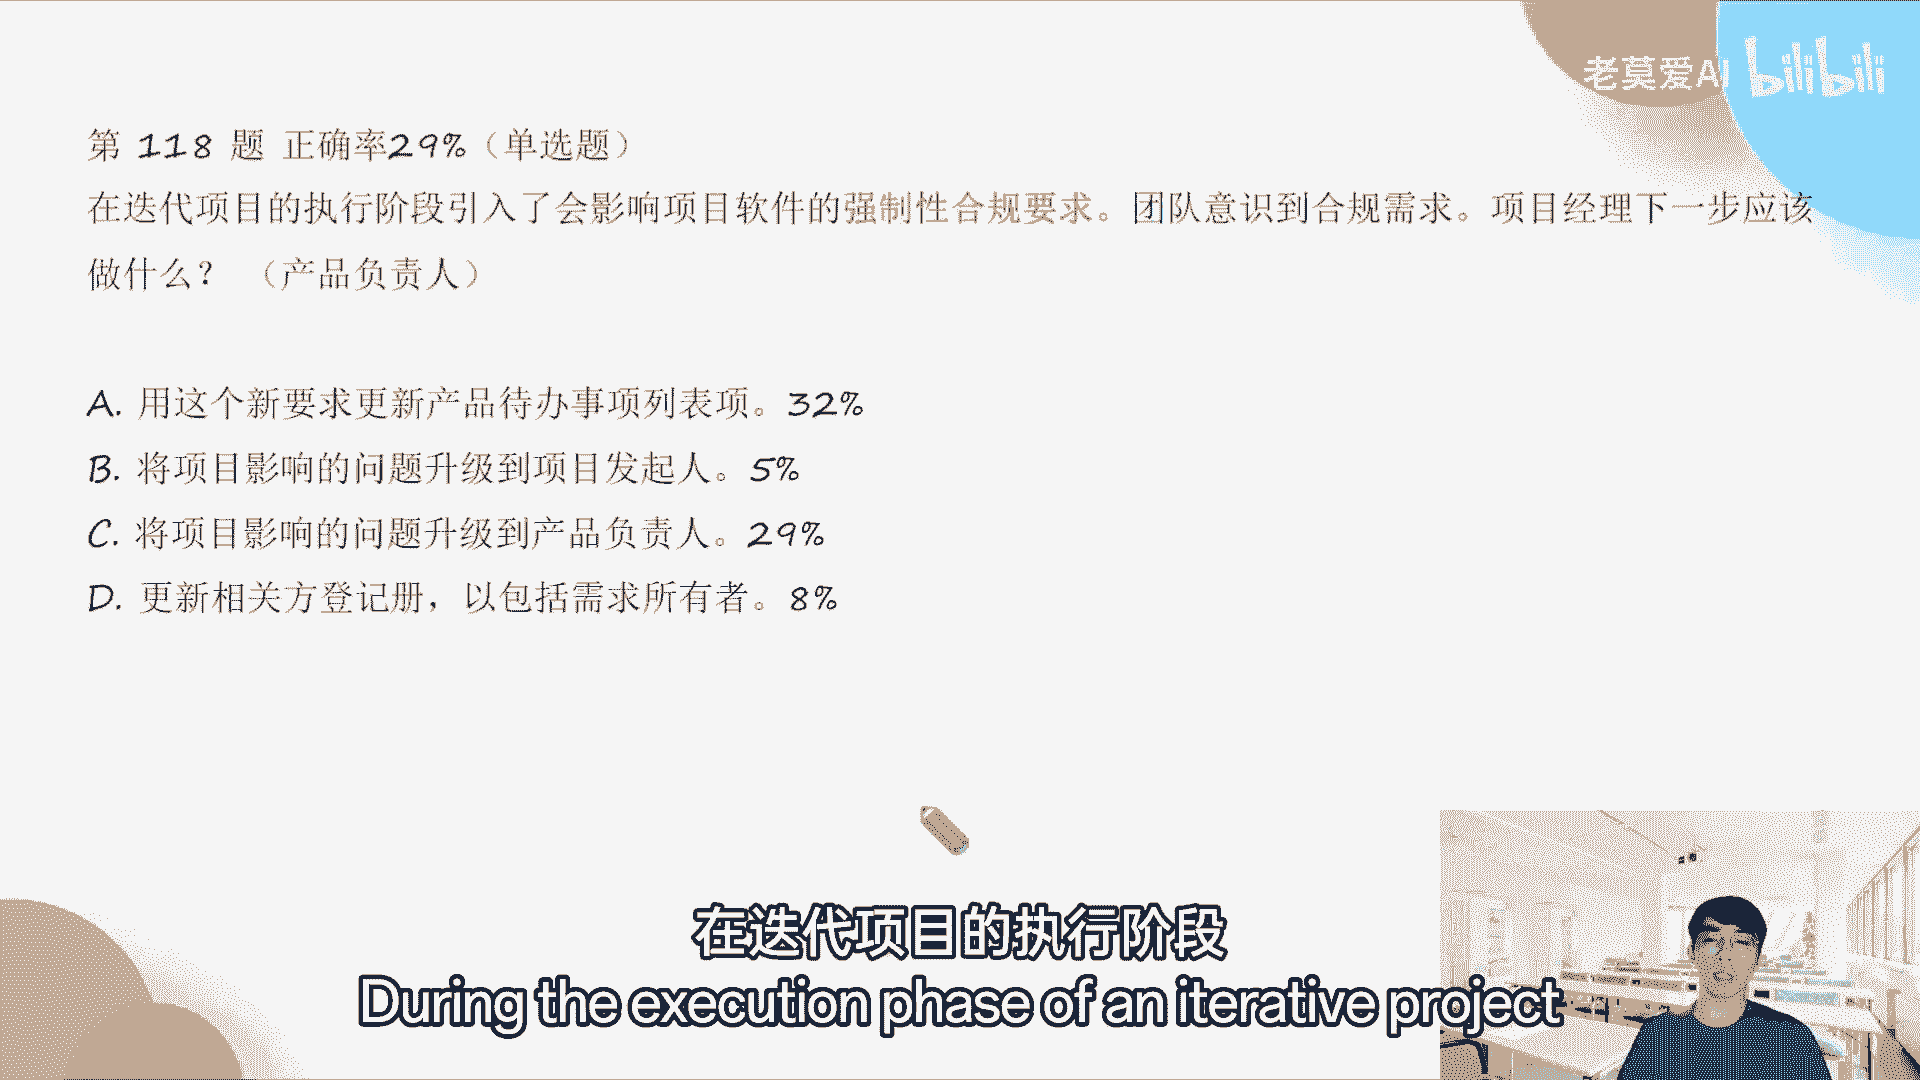 老莫爱AI bilibili
第 118 题 正确率29%（单选题）
在迭代项目的执行阶段引入了会影响项目软件的强制性合规要求。团队意识到合规需求。项目经理下一步应该
做什么？ （产品负责人）
A. 用这个新要求更新产品待办事项列表项。32%
B. 将项目影响的问题升级到项目发起人。5%
C. 将项目影响的问题升级到产品负责人。29%
D. 更新相关方登记册，以包括需求所有者。8%
在迭代项目的执行阶段
During the execution phase of an iterative project